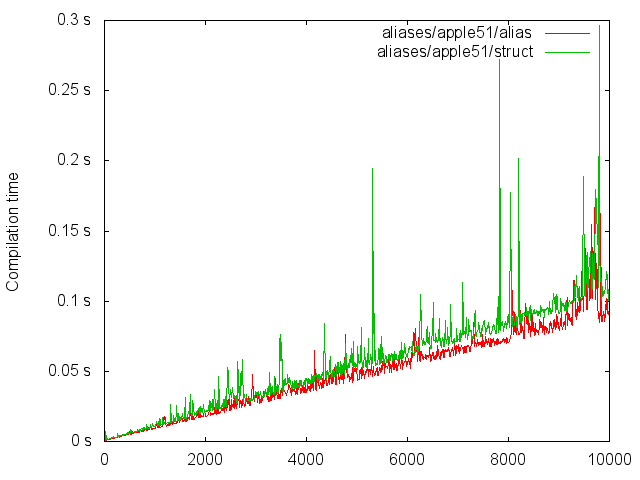 0.3 s
aliases/apple51/alias
aliases/apple51/struct
0.25 s
0.2 s
Compilation time
0.15 s
0.1 s
0.05 s
0 s
0 2000 4000 6000 8000 10000